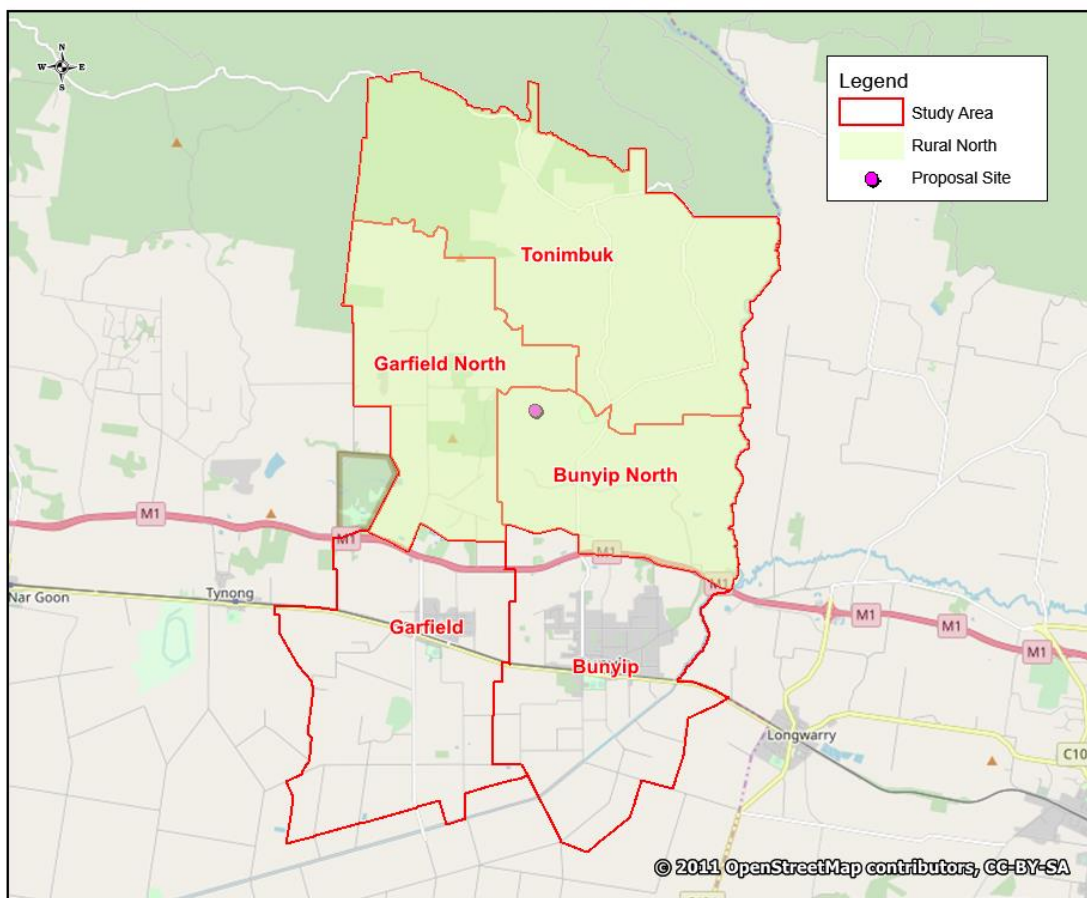 N
W E
S
Legend
Study Area
Rural North
Proposal Site
Tonimbuk
Garfield North
Bunyip North
M1
M1
M1
M1
M1
M1
M1
Nar Goon
Tynong
Garfield
Bunyip
Longwarry
C10
© 2011 OpenStreetMap contributors, CC-BY-SA